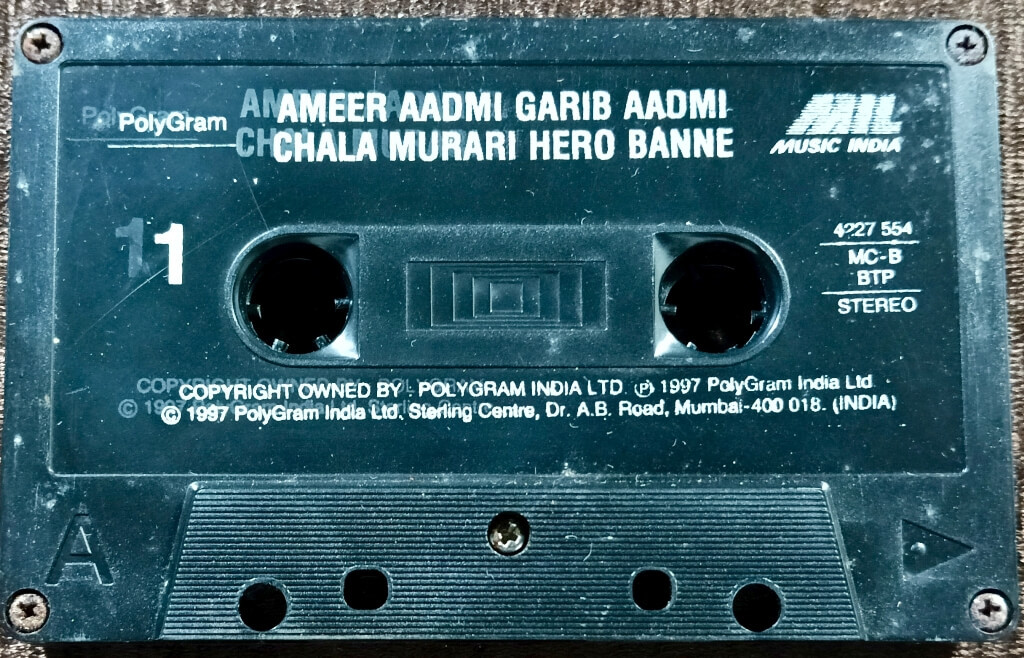 PolyGram
AMEER AADMI GARIB AADMI
CHALA MURARI HERO BANNE
MIL
MUSIC INDIA
1
4227 554
MC-B
BTP
STEREO
COPYRIGHT OWNED BY : POLYGRAM INDIA LTD. ℗ 1997 PolyGram India Ltd.
© 1997 PolyGram India Ltd. Sterling Centre, Dr. A.B. Road, Mumbai-400 018. (INDIA)
A